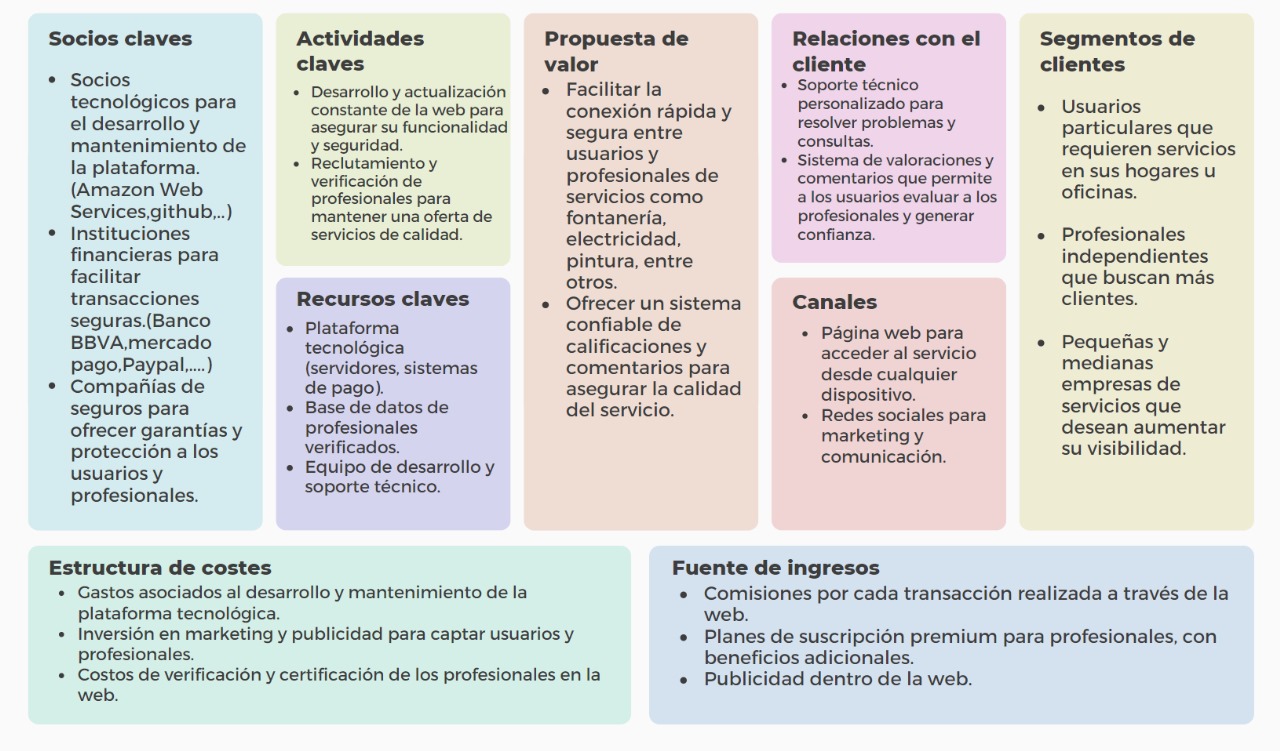 Socios claves
• Socios
tecnológicos para
el desarrollo y
mantenimiento de
la plataforma.
(Amazon Web
Services,github,..)
• Instituciones
financieras para
facilitar
transacciones
seguras.(Banco
BBVA,mercado
pago,Paypal,....)
• Compañías de
seguros para
ofrecer garantías y
protección a los
usuarios y
profesionales.
Actividades
claves
• Desarrollo y actualización
constante de la web para
asegurar su funcionalidad
y seguridad.
• Reclutamiento y
verificación de
profesionales para
mantener una oferta de
servicios de calidad.
Recursos claves
• Plataforma
tecnológica
(servidores, sistemas
de pago).
• Base de datos de
profesionales
verificados.
• Equipo de desarrollo y
soporte técnico.
Propuesta de
valor
• Facilitar la
conexión rápida y
segura entre
usuarios y
profesionales de
servicios como
fontanería,
electricidad,
pintura, entre
otros.
• Ofrecer un sistema
confiable de
calificaciones y
comentarios para
asegurar la calidad
del servicio.
Relaciones con el
cliente
• Soporte técnico
personalizado para
resolver problemas y
consultas.
• Sistema de valoraciones y
comentarios que permite
a los usuarios evaluar a los
profesionales y generar
confianza.
Canales
• Página web para
acceder al servicio
desde cualquier
dispositivo.
• Redes sociales para
marketing y
comunicación.
Segmentos de
clientes
• Usuarios
particulares que
requieren servicios
en sus hogares u
oficinas.
• Profesionales
independientes
que buscan más
clientes.
• Pequeñas y
medianas
empresas de
servicios que
desean aumentar
su visibilidad.
Estructura de costes
• Gastos asociados al desarrollo y mantenimiento de la
plataforma tecnológica.
• Inversión en marketing y publicidad para captar usuarios y
profesionales.
• Costos de verificación y certificación de los profesionales en la
web.
Fuente de ingresos
• Comisiones por cada transacción realizada a través de la
web.
• Planes de suscripción premium para profesionales, con
beneficios adicionales.
• Publicidad dentro de la web.